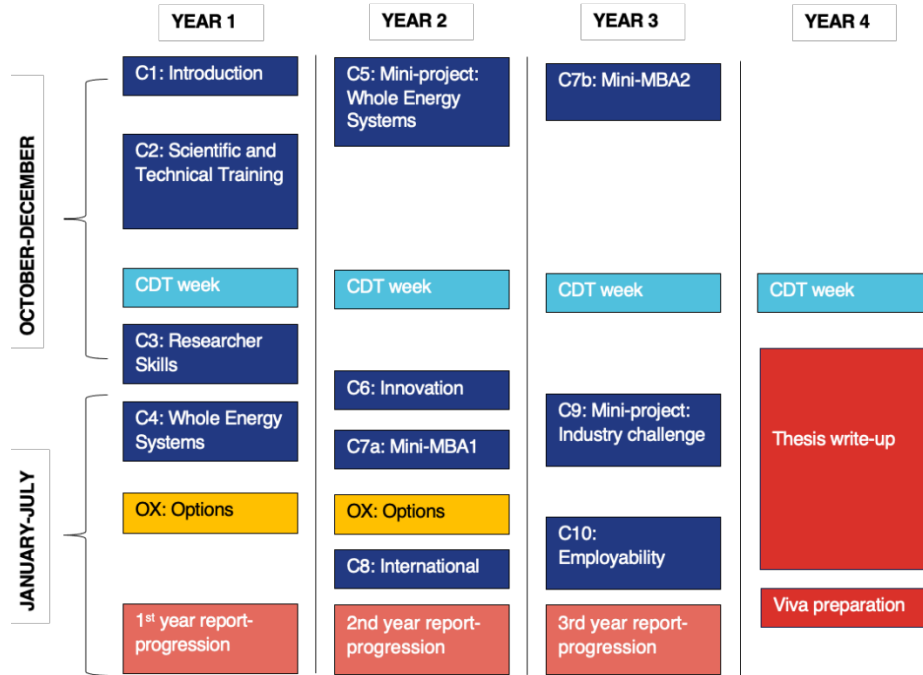 YEAR 1
YEAR 2
YEAR 3
YEAR 4
OCTOBER-DECEMBER
C1: Introduction
C2: Scientific and
Technical Training
CDT week
C3: Researcher
Skills
JANUARY-JULY
C4: Whole Energy
Systems
OX: Options
1st year report-
progression
C5: Mini-project:
Whole Energy
Systems
CDT week
C6: Innovation
C7a: Mini-MBA1
OX: Options
C8: International
2nd year report-
progression
C7b: Mini-MBA2
CDT week
C9: Mini-project:
Industry challenge
C10:
Employability
3rd year report-
progression
CDT week
Thesis write-up
Viva preparation